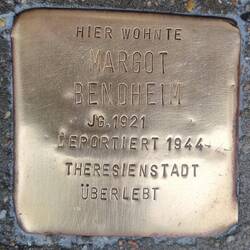 HIER WOHNTE
MARGOT
BENDHEIM
JG. 1921
DEPORTIERT 1944
THERESIENSTADT
ÜBERLEBT